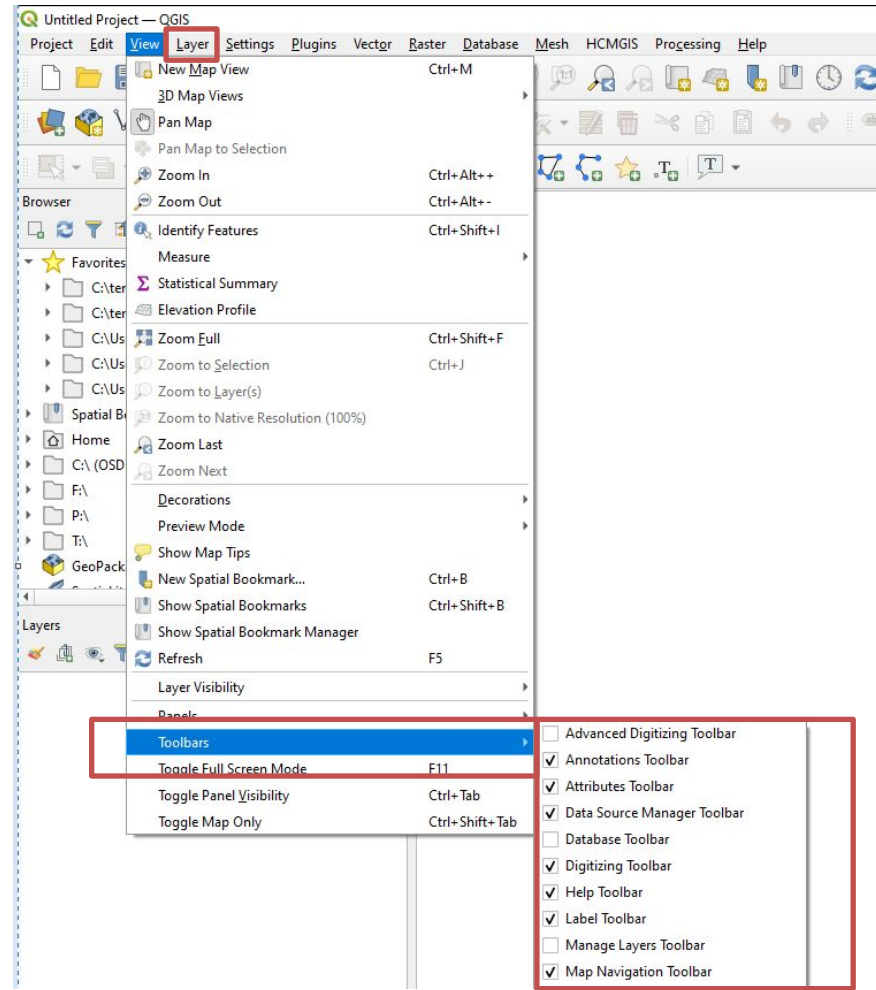 Untitled Project — QGIS
Project Edit View Layer Settings Plugins Vector Raster Database Mesh HCMGIS Processing Help
New Map View Ctrl+M
3D Map Views
Pan Map
Pan Map to Selection
Zoom In Ctrl+Alt++
Zoom Out Ctrl+Alt+-
Identify Features Ctrl+Shift+I
Measure
Statistical Summary
Elevation Profile
Zoom Full Ctrl+Shift+F
Zoom to Selection Ctrl+J
Zoom to Layer(s)
Zoom to Native Resolution (100%)
Zoom Last
Zoom Next
Decorations
Preview Mode
Show Map Tips
New Spatial Bookmark... Ctrl+B
Show Spatial Bookmarks Ctrl+Shift+B
Show Spatial Bookmark Manager
Refresh F5
Layer Visibility
Panels
Toolbars
Toggle Full Screen Mode F11
Toggle Panel Visibility Ctrl+Tab
Toggle Map Only Ctrl+Shift+Tab
Browser
Favorites
C:\ter
C:\ter
C:\Us
C:\Us
C:\Us
Spatial B
Home
C:\ (OSD
F:\
P:\
T:\
GeoPack
Layers
Advanced Digitizing Toolbar
Annotations Toolbar
Attributes Toolbar
Data Source Manager Toolbar
Database Toolbar
Digitizing Toolbar
Help Toolbar
Label Toolbar
Manage Layers Toolbar
Map Navigation Toolbar